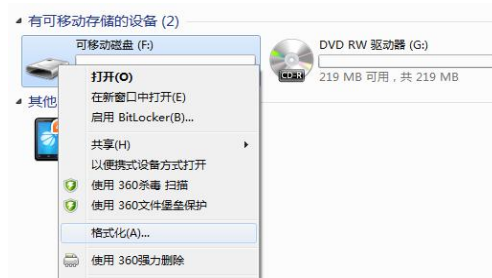 有可移动存储的设备 (2)
可移动磁盘 (F:)
DVD RW 驱动器 (G:)
CD-R
219 MB 可用，共 219 MB
其他
打开(O)
在新窗口中打开(E)
启用 BitLocker(B)...
共享(H)
以便携式设备方式打开
使用 360杀毒 扫描
使用 360文件堡垒保护
格式化(A)...
使用 360强力删除